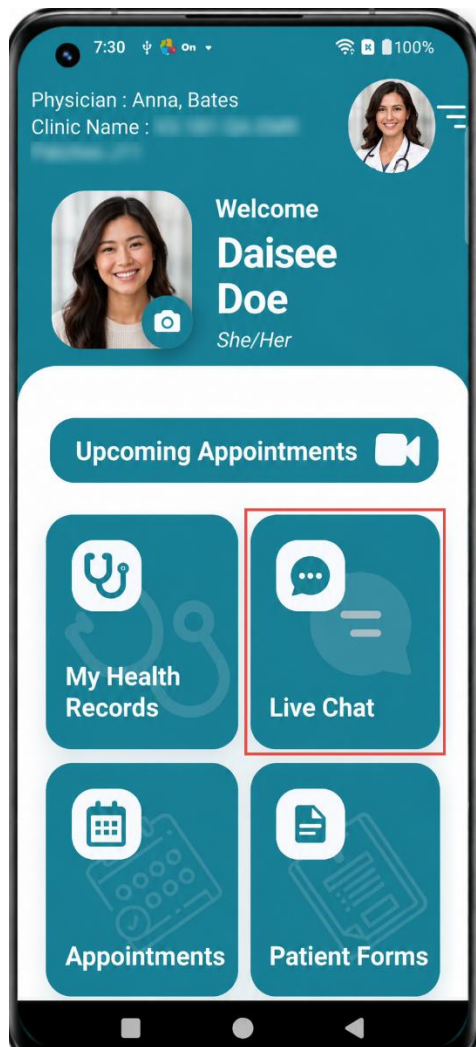 7:30 On 100%
Physician : Anna, Bates
Clinic Name :
Welcome
Daisee
Doe
She/Her
Upcoming Appointments
My Health
Records
Live Chat
Appointments
Patient Forms